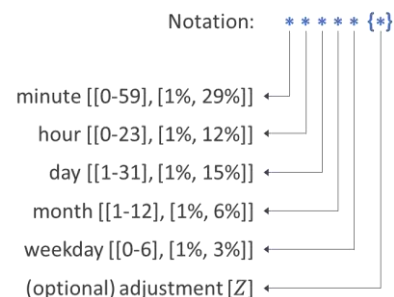 Notation: * * * * * {*}
minute [[0-59], [1%, 29%]]
hour [[0-23], [1%, 12%]]
day [[1-31], [1%, 15%]]
month [[1-12], [1%, 6%]]
weekday [[0-6], [1%, 3%]]
(optional) adjustment [Z]